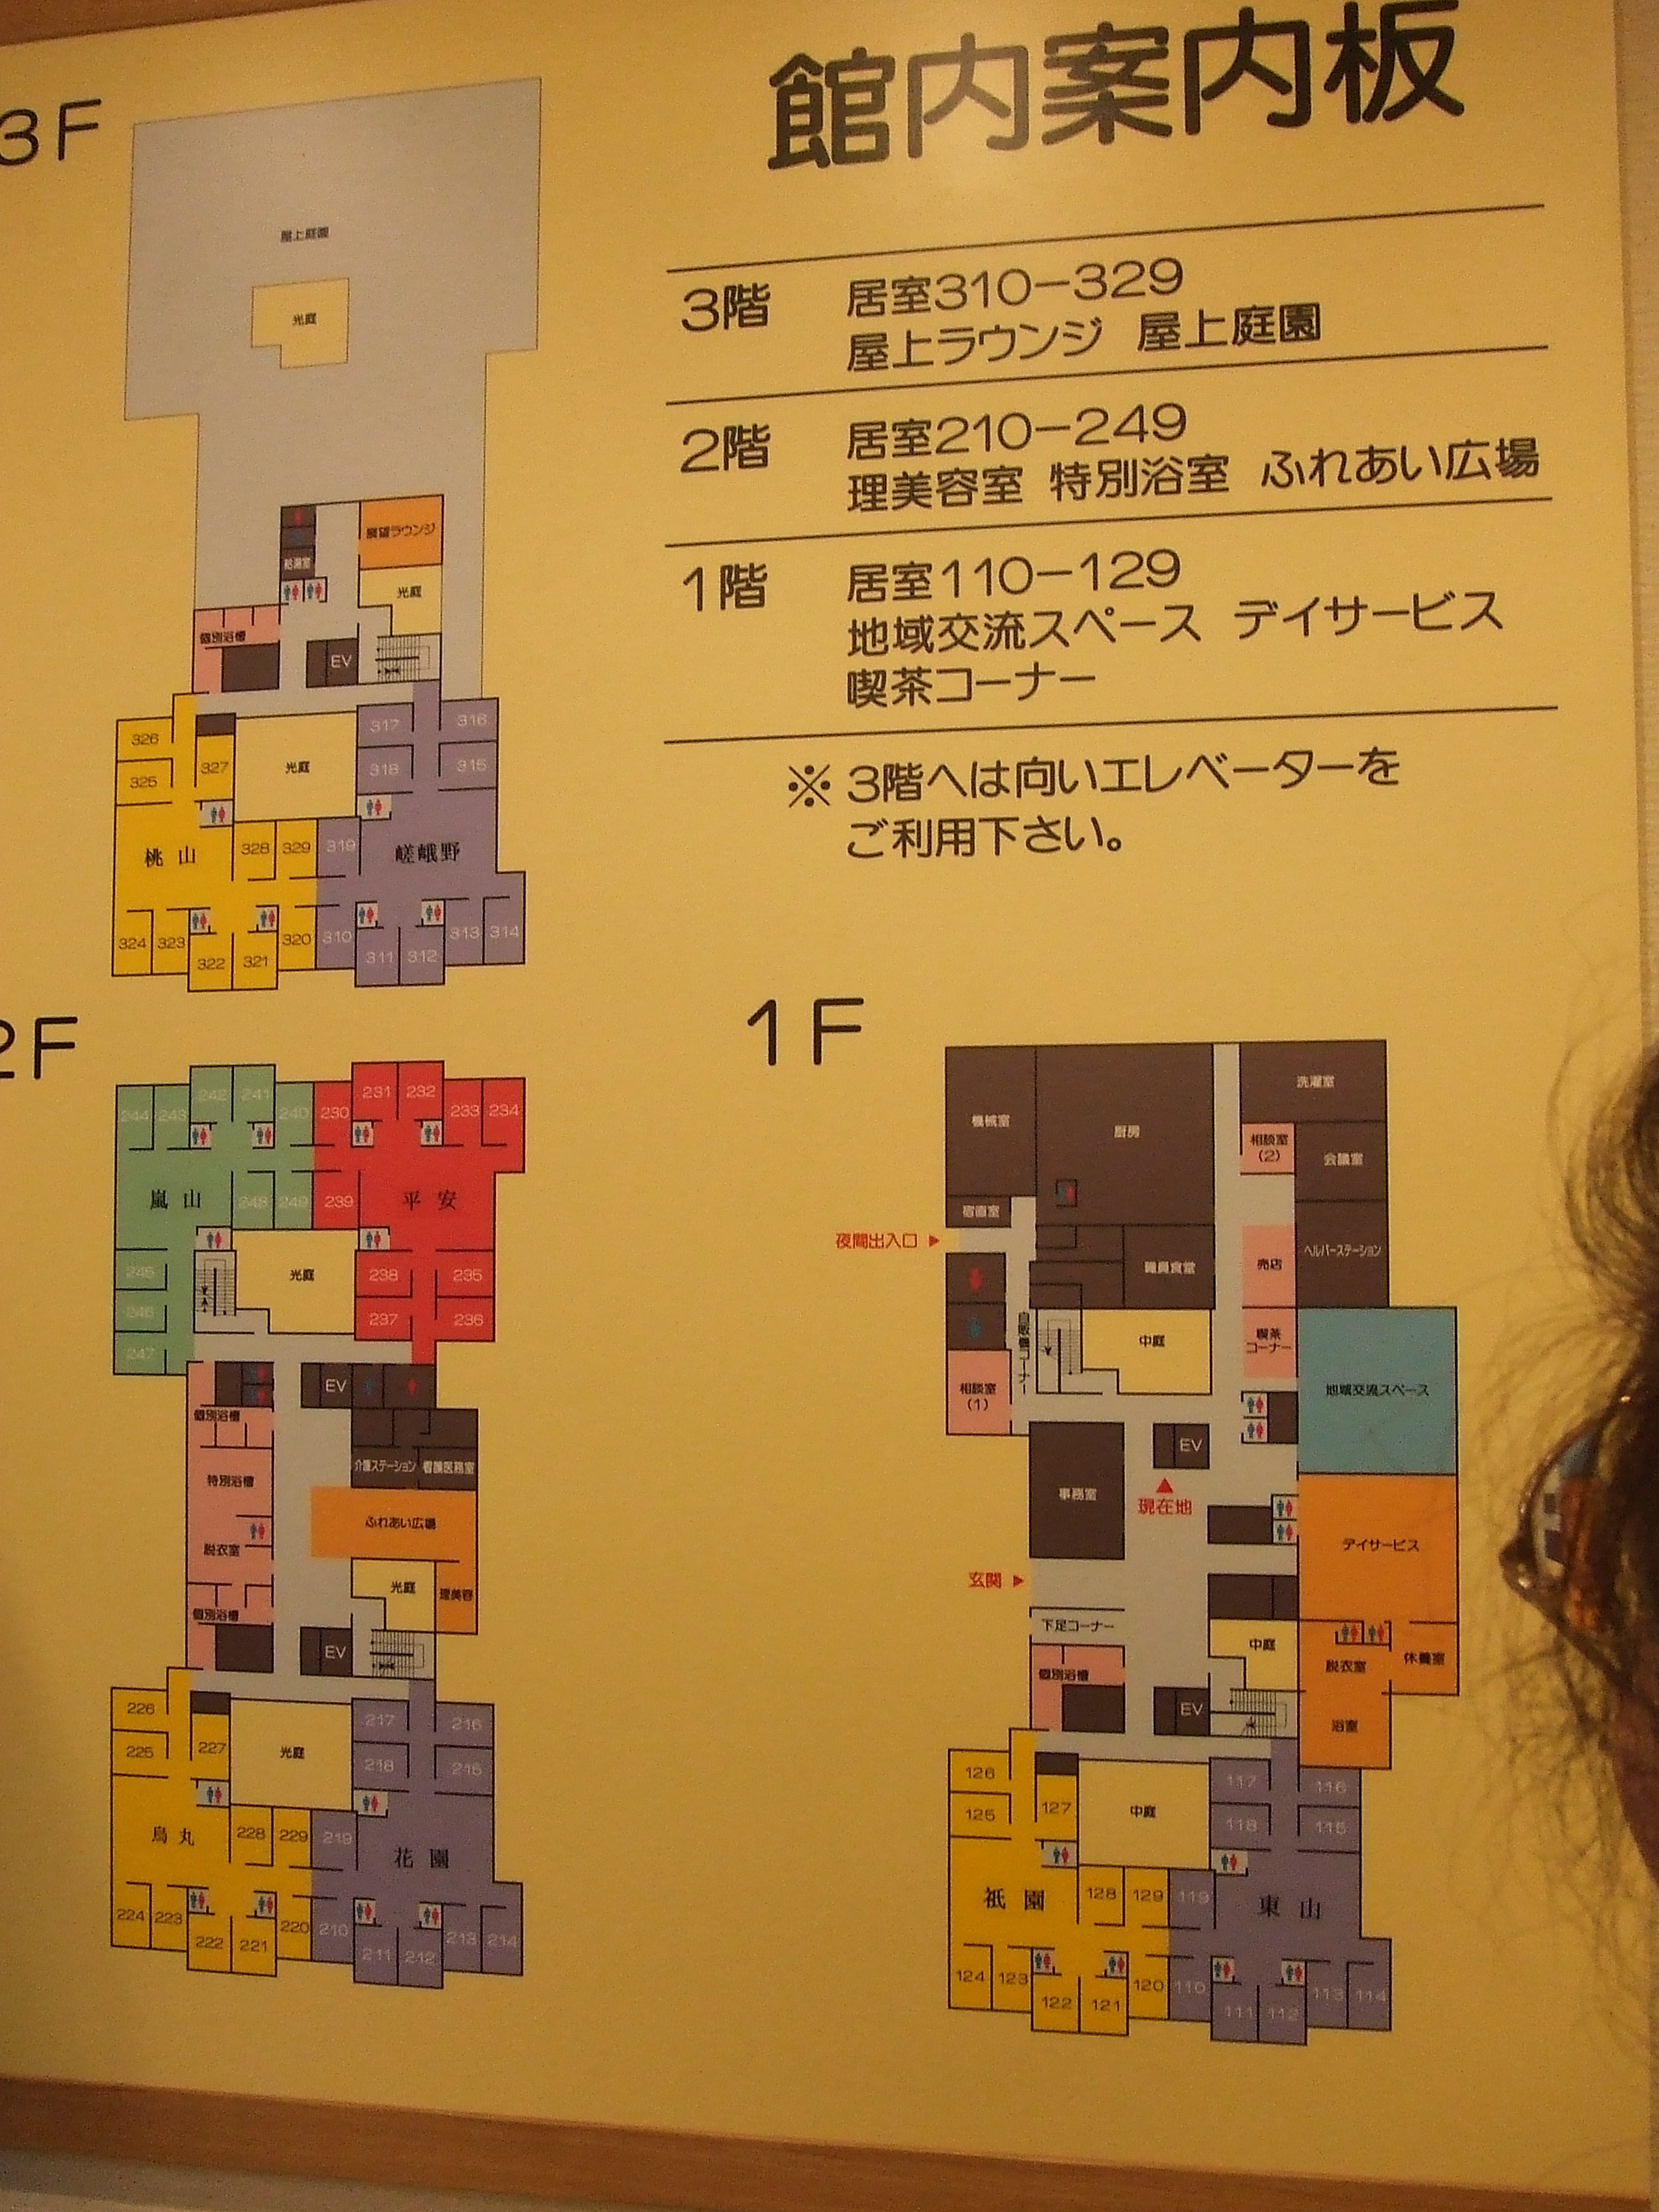 館内案内板
3階 居室310-329
屋上ラウンジ 屋上庭園
2階 居室210-249
理美容室 特別浴室 ふれあい広場
1階 居室110-129
地域交流スペース デイサービス
喫茶コーナー
※3階へは向いエレベーターを
ご利用下さい。
3F
屋上庭園
光庭
展望ラウンジ
給湯室
光庭
個別浴槽
EV
326
317
316
325
327
光庭
318
315
桃山
328
329
319
嵯峨野
324
323
322
321
320
310
311
312
313
314
2F
244
243
242
241
240
230
231
232
233
234
嵐山
248
249
239
平安
245
光庭
238
235
246
237
236
247
EV
個別浴槽
介護ステーション
看護医務室
特別浴槽
ふれあい広場
脱衣室
光庭
理美容
個別浴槽
EV
226
217
216
225
227
光庭
218
215
烏丸
228
229
219
花園
224
223
222
221
220
210
211
212
213
214
1F
機械室
厨房
洗濯室
相談室
(2)
会議室
宿直室
夜間出入口
職員食堂
売店
ヘルパーステーション
自販機コーナー
中庭
喫茶
コーナー
地域交流スペース
相談室
(1)
EV
事務室
現在地
デイサービス
玄関
下足コーナー
中庭
脱衣室
休養室
個別浴槽
EV
浴室
126
117
116
125
127
中庭
118
115
祇園
128
129
119
東山
124
123
122
121
120
110
111
112
113
114